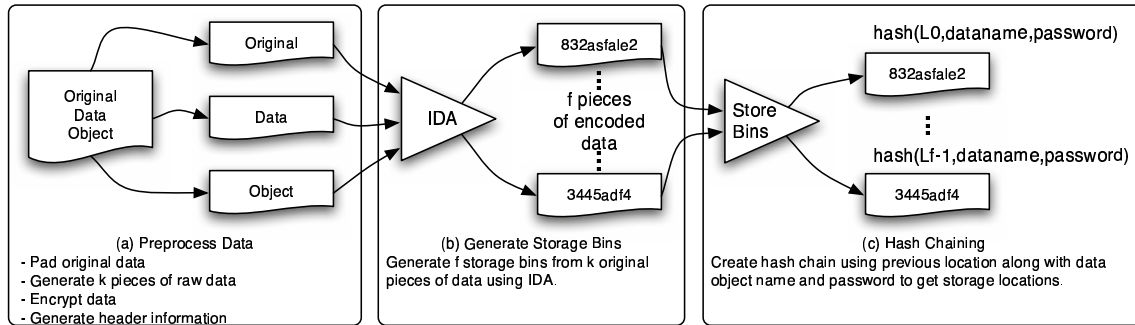 Original
Data
Object
Original
Data
Object
(a) Preprocess Data
- Pad original data
- Generate k pieces of raw data
- Encrypt data
- Generate header information
IDA
832asfale2
f pieces
of encoded
data
3445adf4
(b) Generate Storage Bins
Generate f storage bins from k original
pieces of data using IDA.
Store
Bins
hash(L0,dataname,password)
832asfale2
hash(Lf-1,dataname,password)
3445adf4
(c) Hash Chaining
Create hash chain using previous location along with data
object name and password to get storage locations.